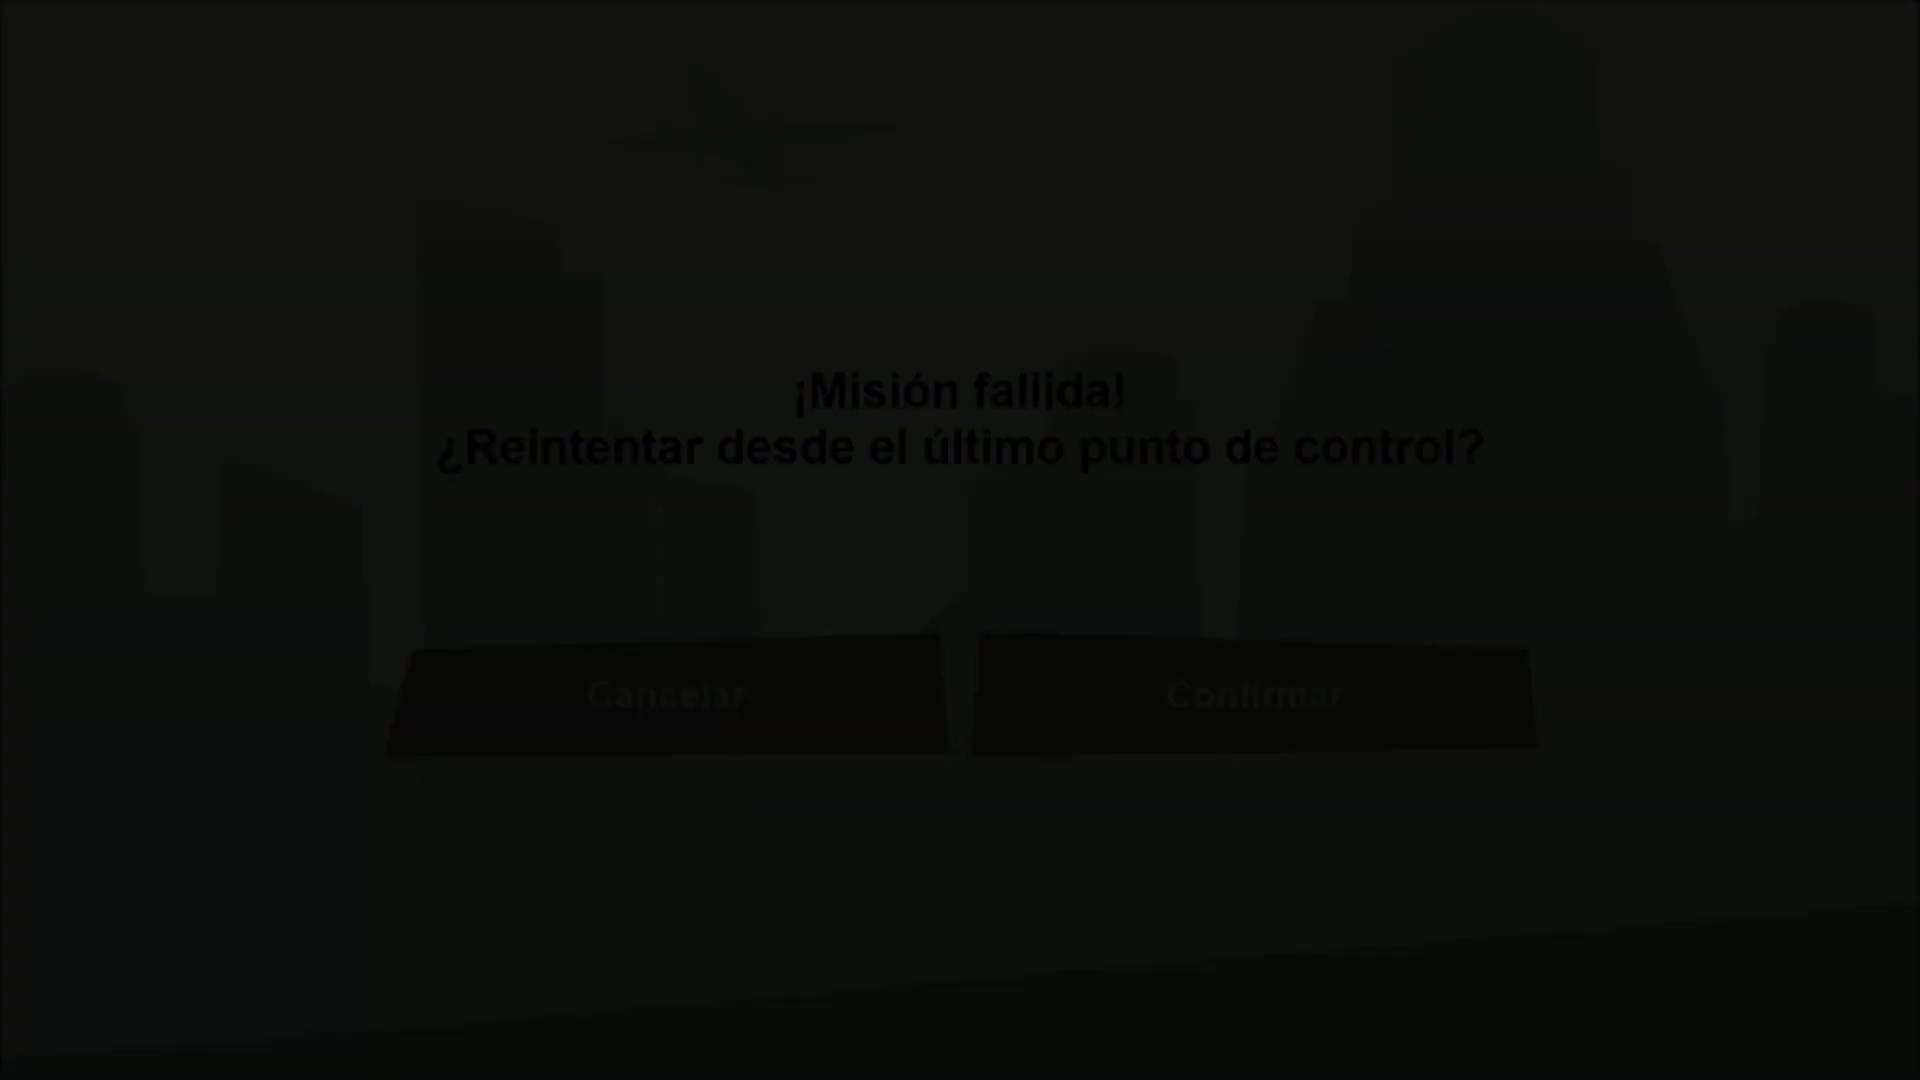 ¡Misión fallida!
¿Reintentar desde el último punto de control?
Cancelar
Confirmar